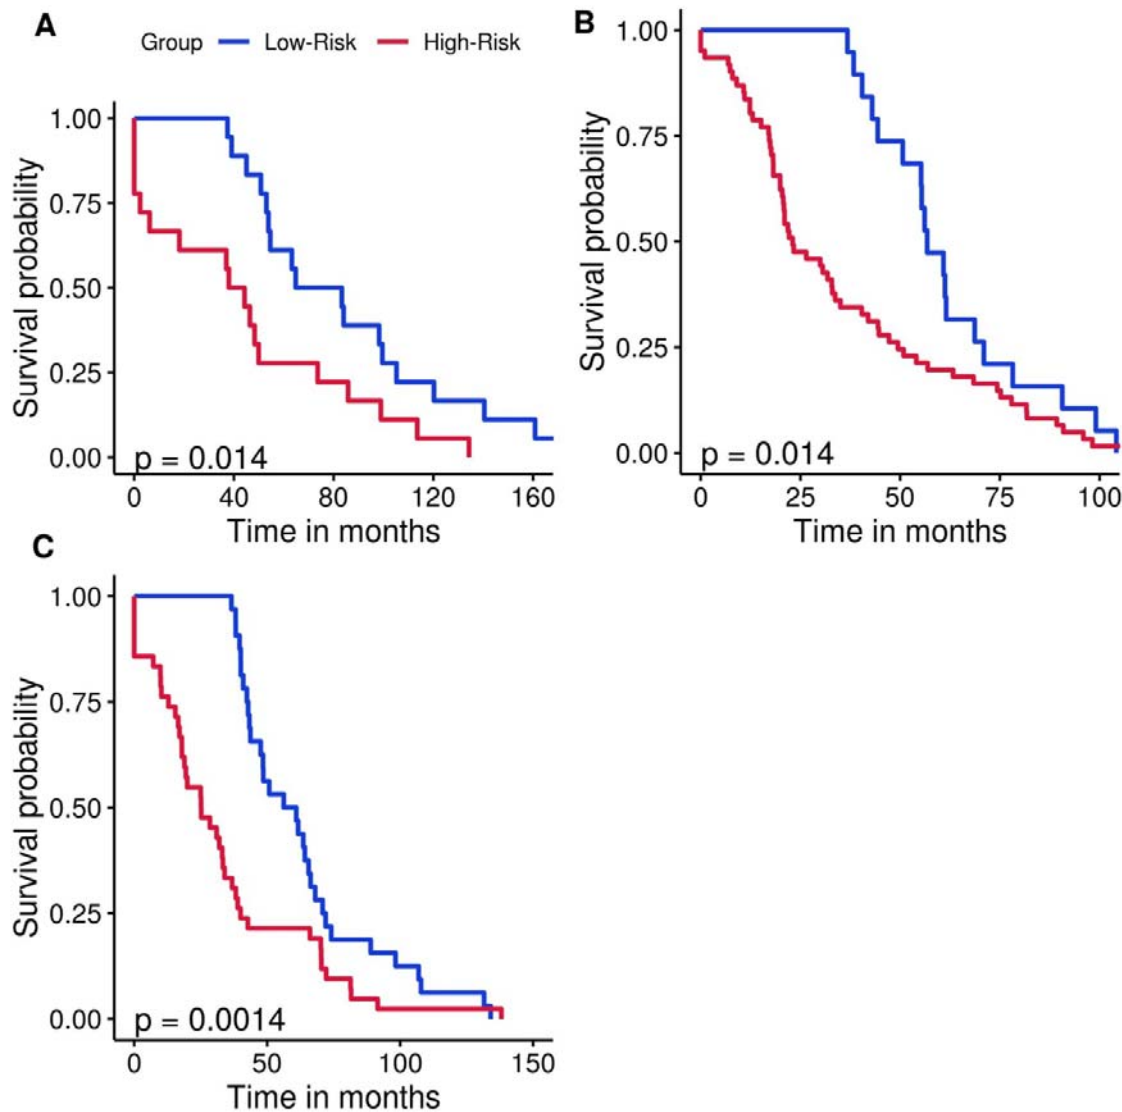 A
Group Low-Risk High-Risk
Survival probability
1.00
0.75
0.50
0.25
0.00
p = 0.014
0 40 80 120 160
Time in months
B
Survival probability
1.00
0.75
0.50
0.25
0.00
p = 0.014
0 25 50 75 100
Time in months
C
Survival probability
1.00
0.75
0.50
0.25
0.00
p = 0.0014
0 50 100 150
Time in months